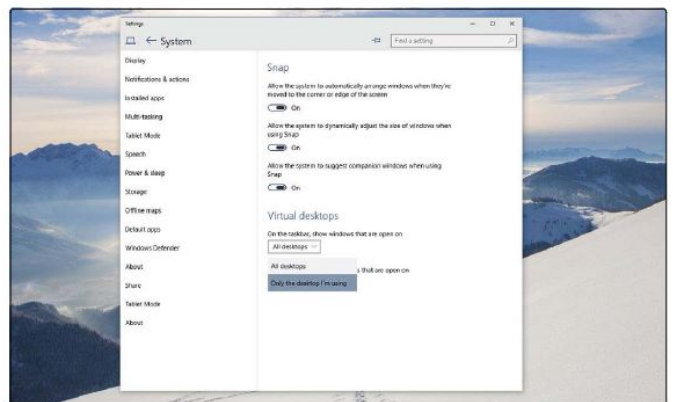 Settings
System
Find a setting
Display
Notifications & actions
Installed apps
Multi-tasking
Tablet Mode
Speech
Power & sleep
Storage
Offline maps
Default apps
Windows Defender
About
Share
Tablet Mode
About
Snap
Allow the system to automatically arrange windows when they're
moved to the corner or edge of the screen
On
Allow the system to dynamically adjust the size of windows when
using Snap
On
Allow the system to suggest companion windows when using
Snap
On
Virtual desktops
On the taskbar, show windows that are open on
All desktops
All desktops
s that are open on
Only the desktop I'm using